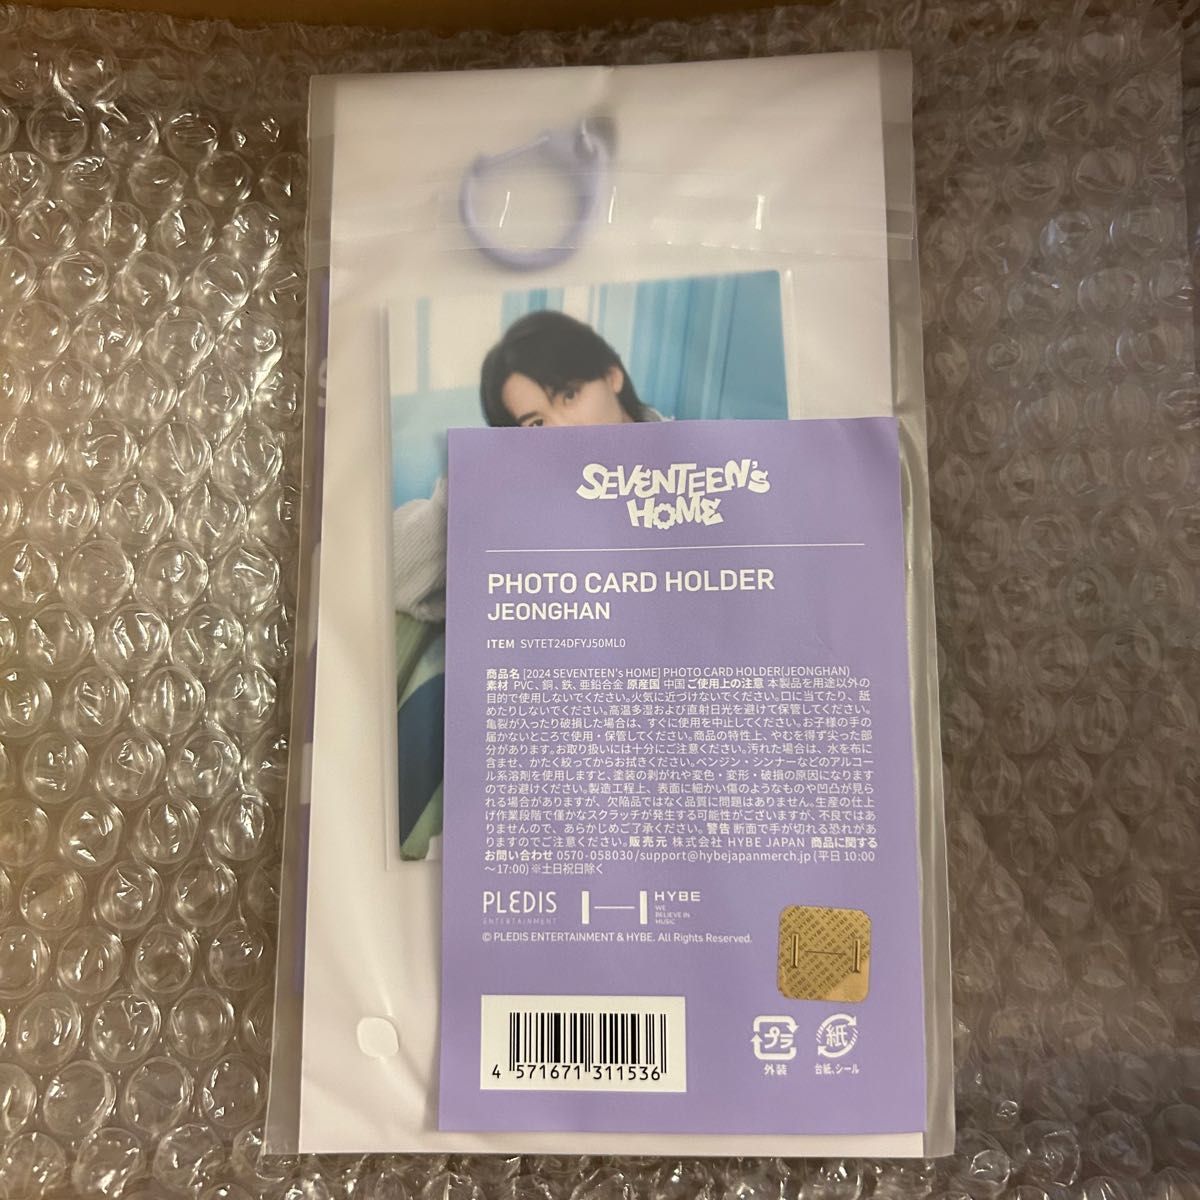 SEVENTEEN's
HOME
PHOTO CARD HOLDER
JEONGHAN
ITEM SVTET24DFYJ50ML0
商品名 [2024 SEVENTEEN's HOME] PHOTO CARD HOLDER(JEONGHAN)
素材 PVC、銅、鉄、亜鉛合金 原産国 中国 ご使用上の注意 本製品を用途以外の
目的で使用しないでください。火気に近づけないでください。口に当てたり、舐
めたりしないでください。高温多湿および直射日光を避けて保管してください。
亀裂が入ったり破損した場合は、すぐに使用を中止してください。お子様の手の
届かないところで使用・保管してください。商品の特性上、やむを得ず尖った部
分があります。お取り扱いには十分にご注意ください。汚れた場合は、水を布に
含ませ、かたく絞ってからお拭きください。ベンジン・シンナーなどのアルコー
ル系溶剤を使用しますと、塗装の剥がれや変色・変形・破損の原因になります
のでお避けください。製造工程上、表面に細かい傷のようなものや凹凸が見ら
れる場合がありますが、欠陥品ではなく品質に問題はありません。生産の仕上
げ作業段階で僅かなスクラッチが発生する可能性がございますが、不良ではあ
りませんので、あらかじめご了承ください。警告 断面で手が切れる恐れがあ
りますのでご注意ください。販売元 株式会社 HYBE JAPAN 商品に関する
お問い合わせ 0570-058030/support@hybejapanmerch.jp (平日 10:00
～17:00) ※土日祝日除く
PLEDIS
ENTERTAINMENT
HYBE
WE
BELIEVE IN
MUSIC
© PLEDIS ENTERTAINMENT & HYBE. All Rights Reserved.
4 571671 311536
プラ
外装
紙
台紙、シール